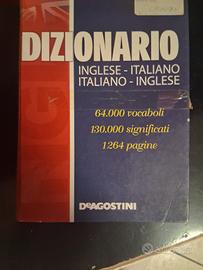 DIZIONARIO
INGLESE - ITALIANO
ITALIANO - INGLESE
64.000 vocaboli
130.000 significati
1264 pagine
DEAGOSTINI